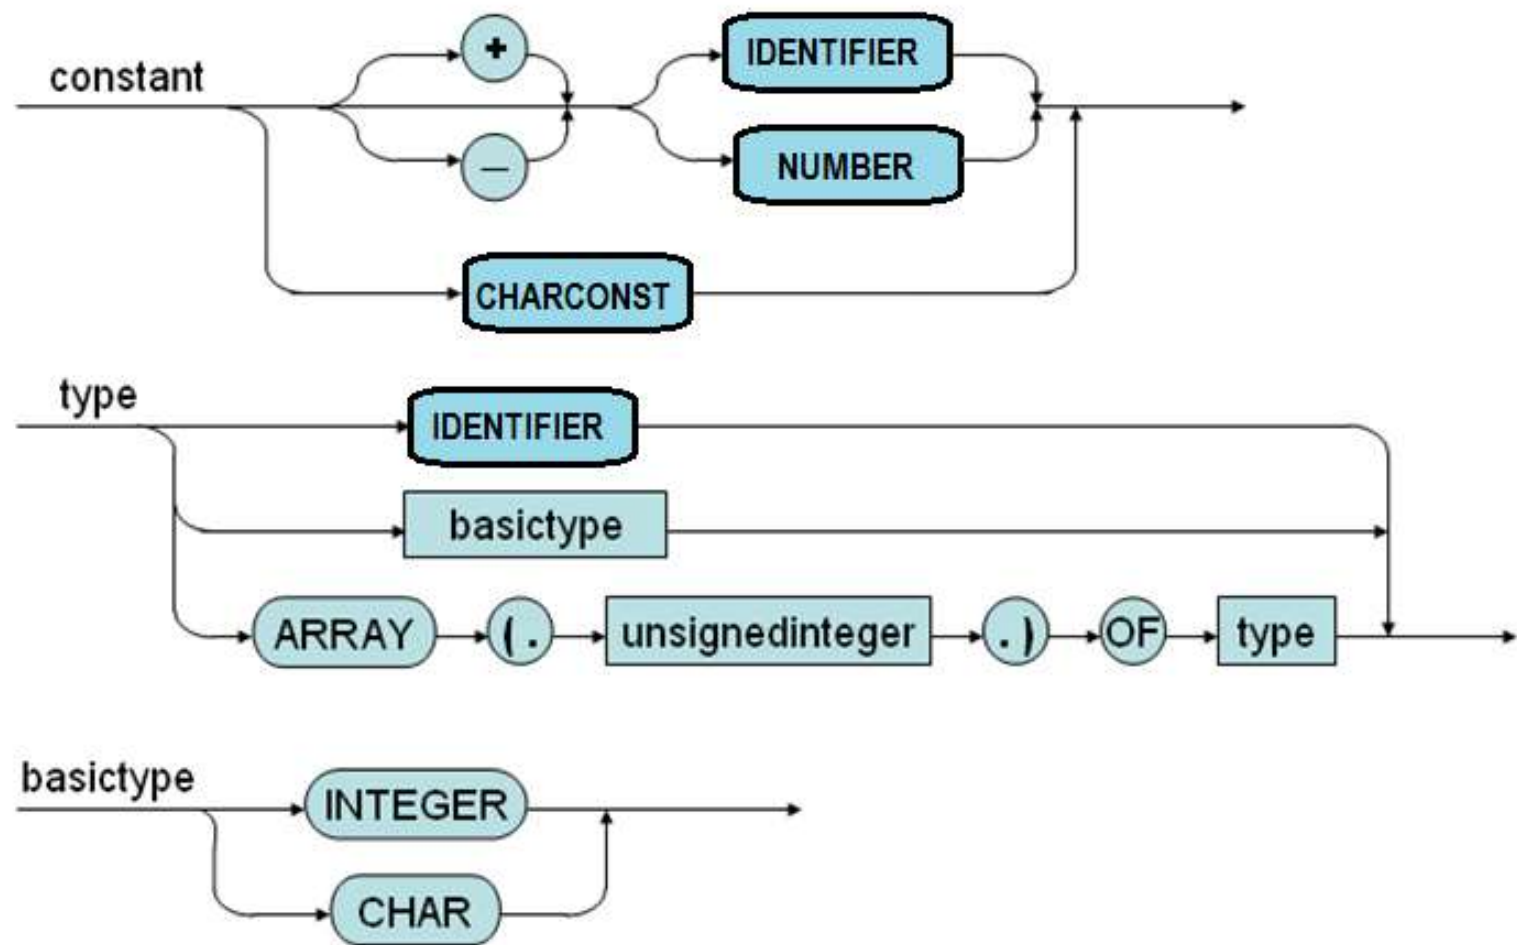 constant
+
IDENTIFIER
–
NUMBER
CHARCONST
type
IDENTIFIER
basictype
ARRAY (. unsignedinteger .) OF type
basictype
INTEGER
CHAR